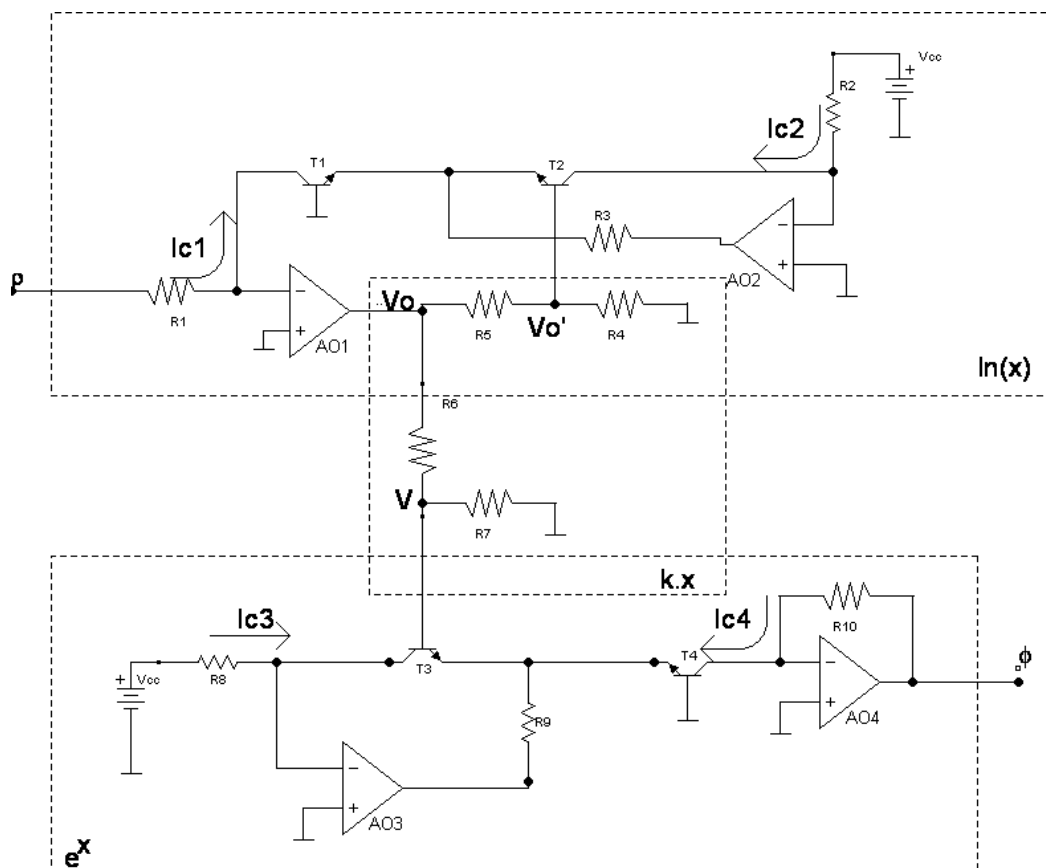 Vcc
R2
Ic2
T1
T2
R3
Ic1
p
R1
AO1
AO2
Vo
R5
Vo'
R4
ln(x)
R6
V
R7
k.x
Ic3
Ic4
R10
Vcc
R8
T3
T4
R9
AO4
ϕ
AO3
e^x